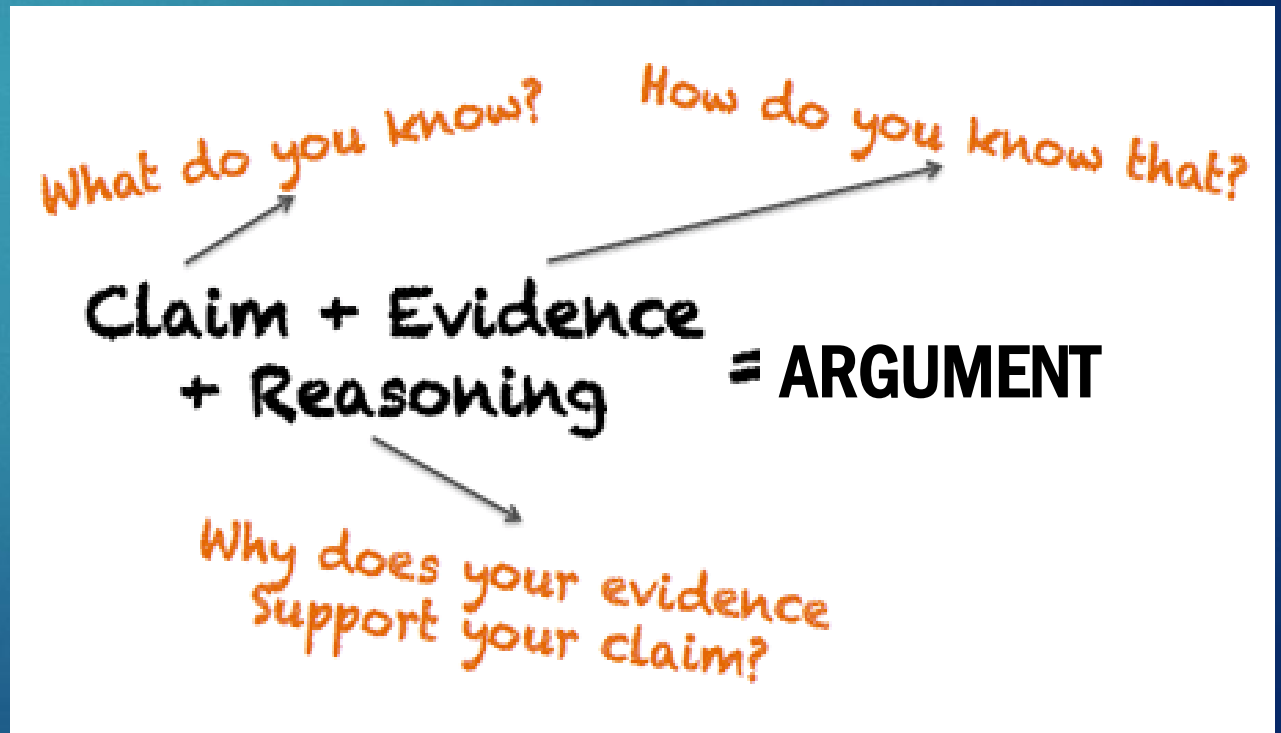 What do you know?
How do you know that?
Claim + Evidence
+ Reasoning
= ARGUMENT
Why does your evidence
Support your claim?